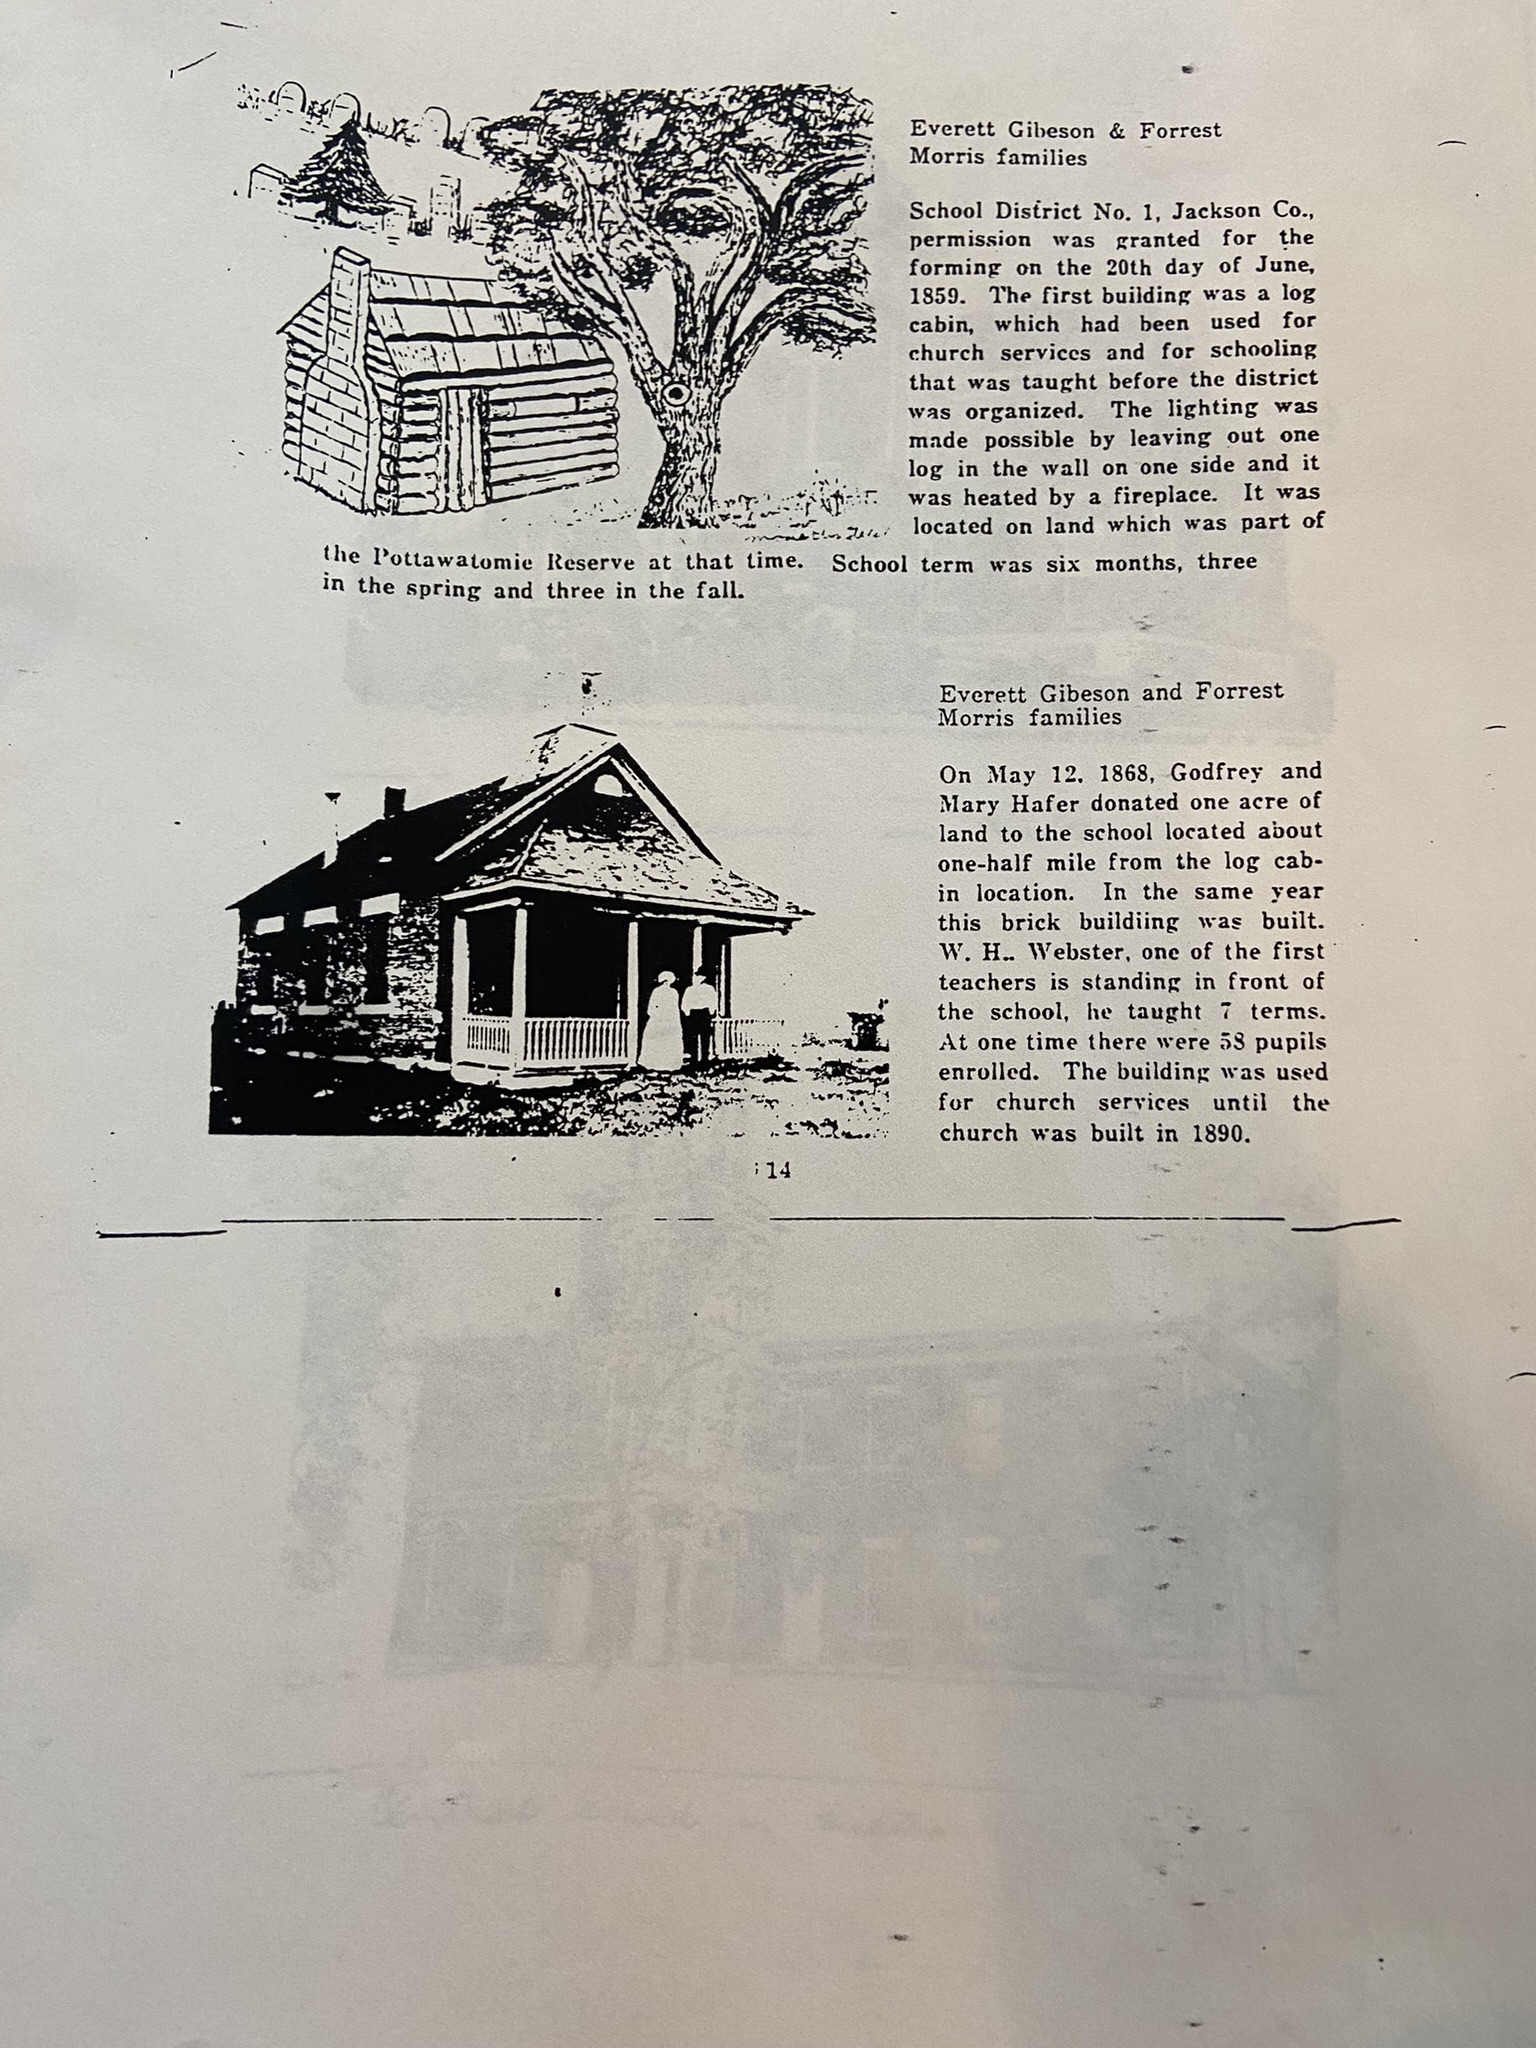 Everett Gibeson & Forrest
Morris families
School District No. 1, Jackson Co.,
permission was granted for the
forming on the 20th day of June,
1859. The first building was a log
cabin, which had been used for
church services and for schooling
that was taught before the district
was organized. The lighting was
made possible by leaving out one
log in the wall on one side and it
was heated by a fireplace. It was
located on land which was part of
the Pottawatomie Reserve at that time. School term was six months, three
in the spring and three in the fall.
Everett Gibeson and Forrest
Morris families
On May 12, 1868, Godfrey and
Mary Hafer donated one acre of
land to the school located about
one-half mile from the log cab-
in location. In the same year
this brick buildiing was built.
W. H.. Webster, one of the first
teachers is standing in front of
the school, he taught 7 terms.
At one time there were 58 pupils
enrolled. The building was used
for church services until the
church was built in 1890.
14